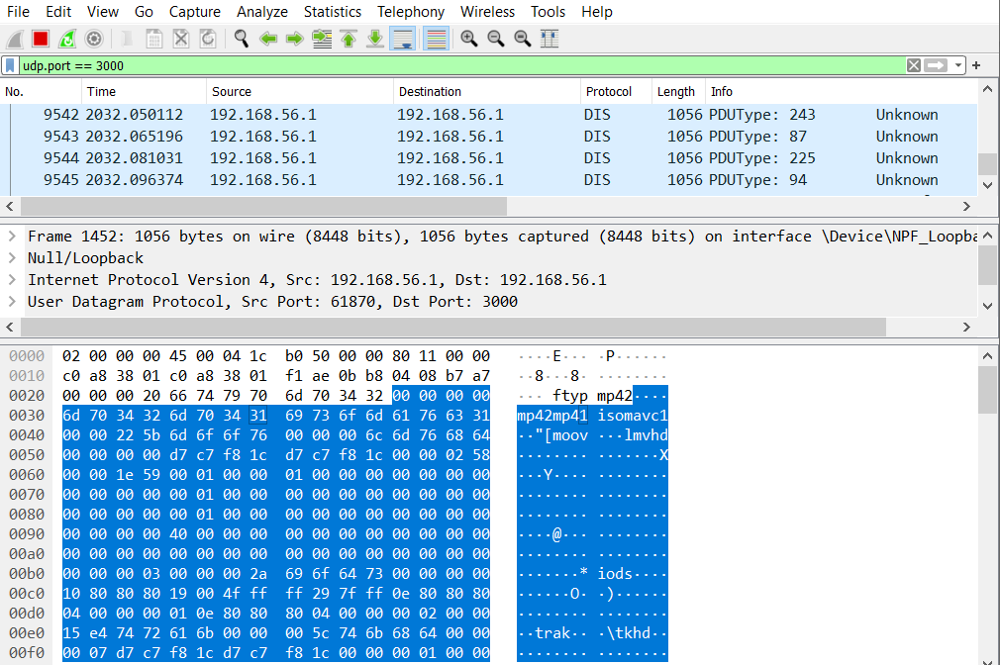 File Edit View Go Capture Analyze Statistics Telephony Wireless Tools Help
udp.port == 3000
No. Time Source Destination Protocol Length Info
9542 2032.050112 192.168.56.1 192.168.56.1 DIS 1056 PDUType: 243 Unknown
9543 2032.065196 192.168.56.1 192.168.56.1 DIS 1056 PDUType: 87 Unknown
9544 2032.081031 192.168.56.1 192.168.56.1 DIS 1056 PDUType: 225 Unknown
9545 2032.096374 192.168.56.1 192.168.56.1 DIS 1056 PDUType: 94 Unknown
Frame 1452: 1056 bytes on wire (8448 bits), 1056 bytes captured (8448 bits) on interface \Device\NPF_Loopba
Null/Loopback
Internet Protocol Version 4, Src: 192.168.56.1, Dst: 192.168.56.1
User Datagram Protocol, Src Port: 61870, Dst Port: 3000
0000 02 00 00 00 45 00 04 1c b0 50 00 00 80 11 00 00 ····E··· ·P······
0010 c0 a8 38 01 c0 a8 38 01 f1 ae 0b b8 04 08 b7 a7 ··8···8· ········
0020 00 00 00 20 66 74 79 70 6d 70 34 32 00 00 00 00 ··· ftyp mp42····
0030 6d 70 34 32 6d 70 34 31 69 73 6f 6d 61 76 63 31 mp42mp41 isomavc1
0040 00 00 22 5b 6d 6f 6f 76 00 00 00 6c 6d 76 68 64 ··"[moov ···lmvhd
0050 00 00 00 00 d7 c7 f8 1c d7 c7 f8 1c 00 00 02 58 ········ ·······X
0060 00 00 1e 59 00 01 00 00 01 00 00 00 00 00 00 00 ···Y···· ········
0070 00 00 00 00 00 01 00 00 00 00 00 00 00 00 00 00 ········ ········
0080 00 00 00 00 00 01 00 00 00 00 00 00 00 00 00 00 ········ ········
0090 00 00 00 00 40 00 00 00 00 00 00 00 00 00 00 00 ····@··· ········
00a0 00 00 00 00 00 00 00 00 00 00 00 00 00 00 00 00 ········ ········
00b0 00 00 00 03 00 00 00 2a 69 6f 64 73 00 00 00 00 ·······* iods····
00c0 10 80 80 80 19 00 4f ff ff 29 7f ff 0e 80 80 80 ······O· ·)······
00d0 04 00 00 00 01 0e 80 80 80 04 00 00 00 02 00 00 ········ ········
00e0 15 e4 74 72 61 6b 00 00 00 5c 74 6b 68 64 00 00 ··trak·· ·\tkhd··
00f0 00 07 d7 c7 f8 1c d7 c7 f8 1c 00 00 00 01 00 00 ········ ········